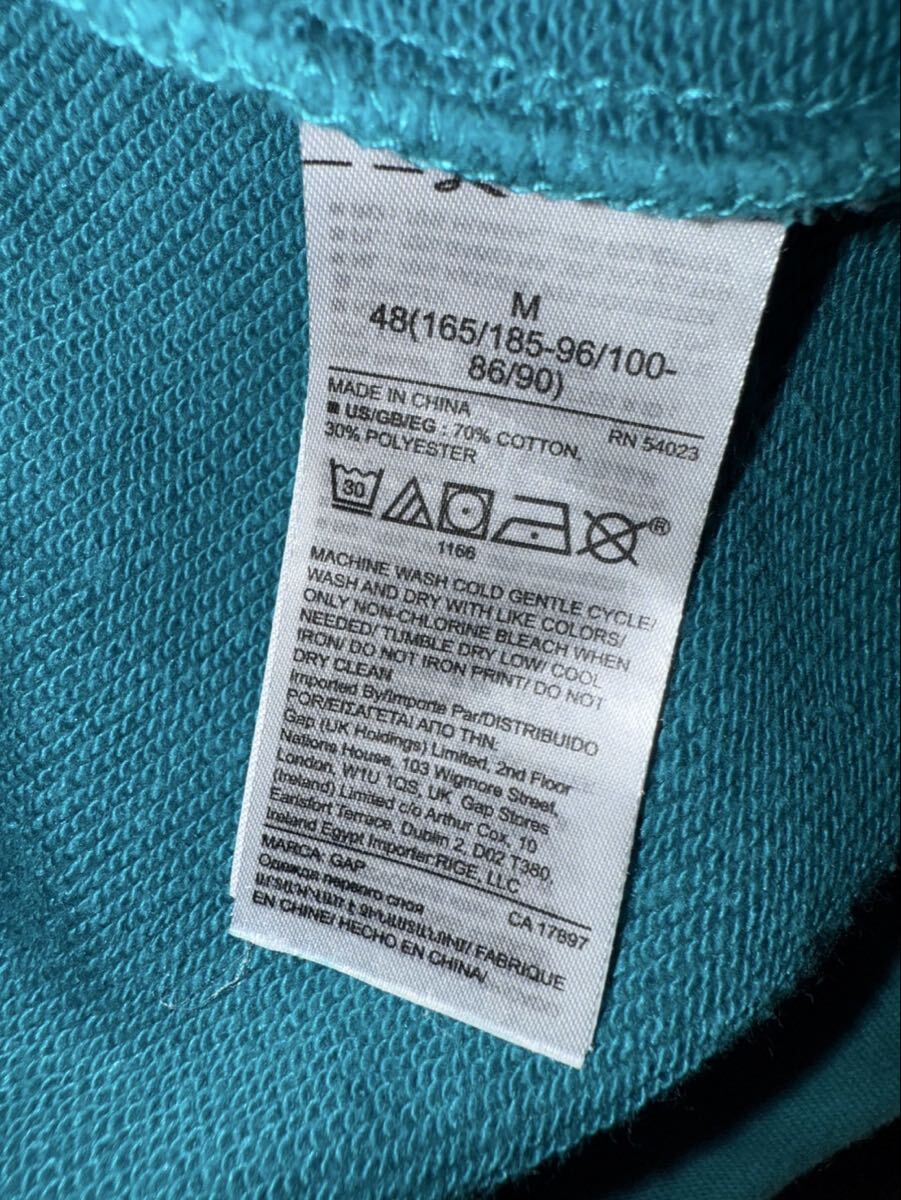 M
48(165/185-96/100-
86/90)
MADE IN CHINA
RN 54023
■ US/GB/EG : 70% COTTON,
30% POLYESTER
30
1166
®
MACHINE WASH COLD GENTLE CYCLE/
WASH AND DRY WITH LIKE COLORS/
ONLY NON-CHLORINE BLEACH WHEN
NEEDED/ TUMBLE DRY LOW/ COOL
IRON/ DO NOT IRON PRINT/ DO NOT
DRY CLEAN
Imported By/Importe Par/DISTRIBUIDO
POR/ΕΙΣΑΓΕΤΑΙ ΑΠΟ ΤΗΝ.
Gap (UK Holdings) Limited, 2nd Floor
Nations House, 103 Wigmore Street,
London, W1U 1QS, UK Gap Stores
(Ireland) Limited c/o Arthur Cox, 10
Earlsfort Terrace, Dublin 2, D02 T380,
Ireland Egypt Importer:RIGE, LLC
MARCA: GAP
CA 17897
Одежда первого слоя
ԱՐՏԱԴՐՎԱԾ Է ՉԻՆԱՍՏԱՆՈՒՄ/ FABRIQUE
EN CHINE/ HECHO EN CHINA/